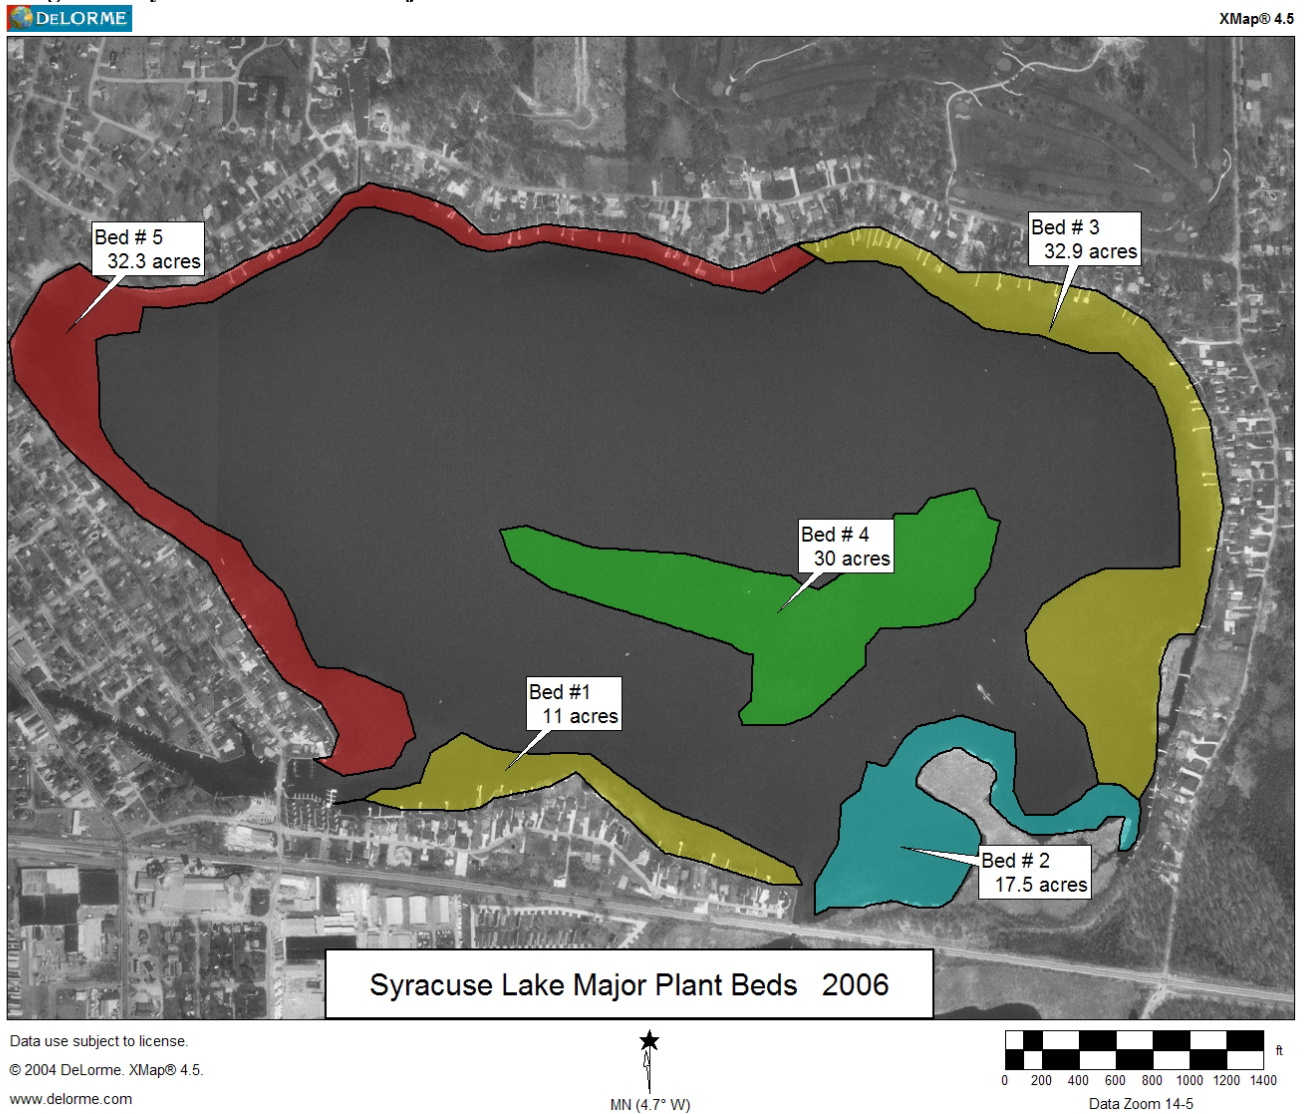 DELORME
XMap® 4.5
Bed # 5
32.3 acres
Bed # 3
32.9 acres
Bed # 4
30 acres
Bed #1
11 acres
Bed # 2
17.5 acres
Syracuse Lake Major Plant Beds 2006
Data use subject to license.
© 2004 DeLorme. XMap® 4.5.
www.delorme.com
MN (4.7° W)
ft
0 200 400 600 800 1000 1200 1400
Data Zoom 14-5